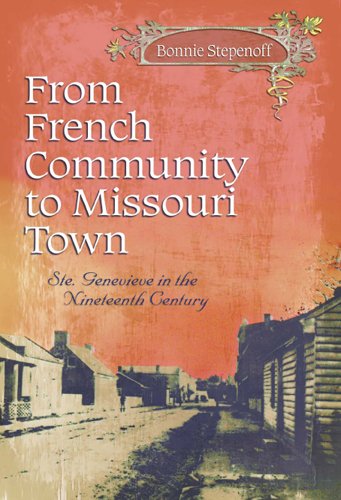 Bonnie Stepenoff
From
French
Community
to Missouri
Town
Ste. Genevieve in the
Nineteenth Century